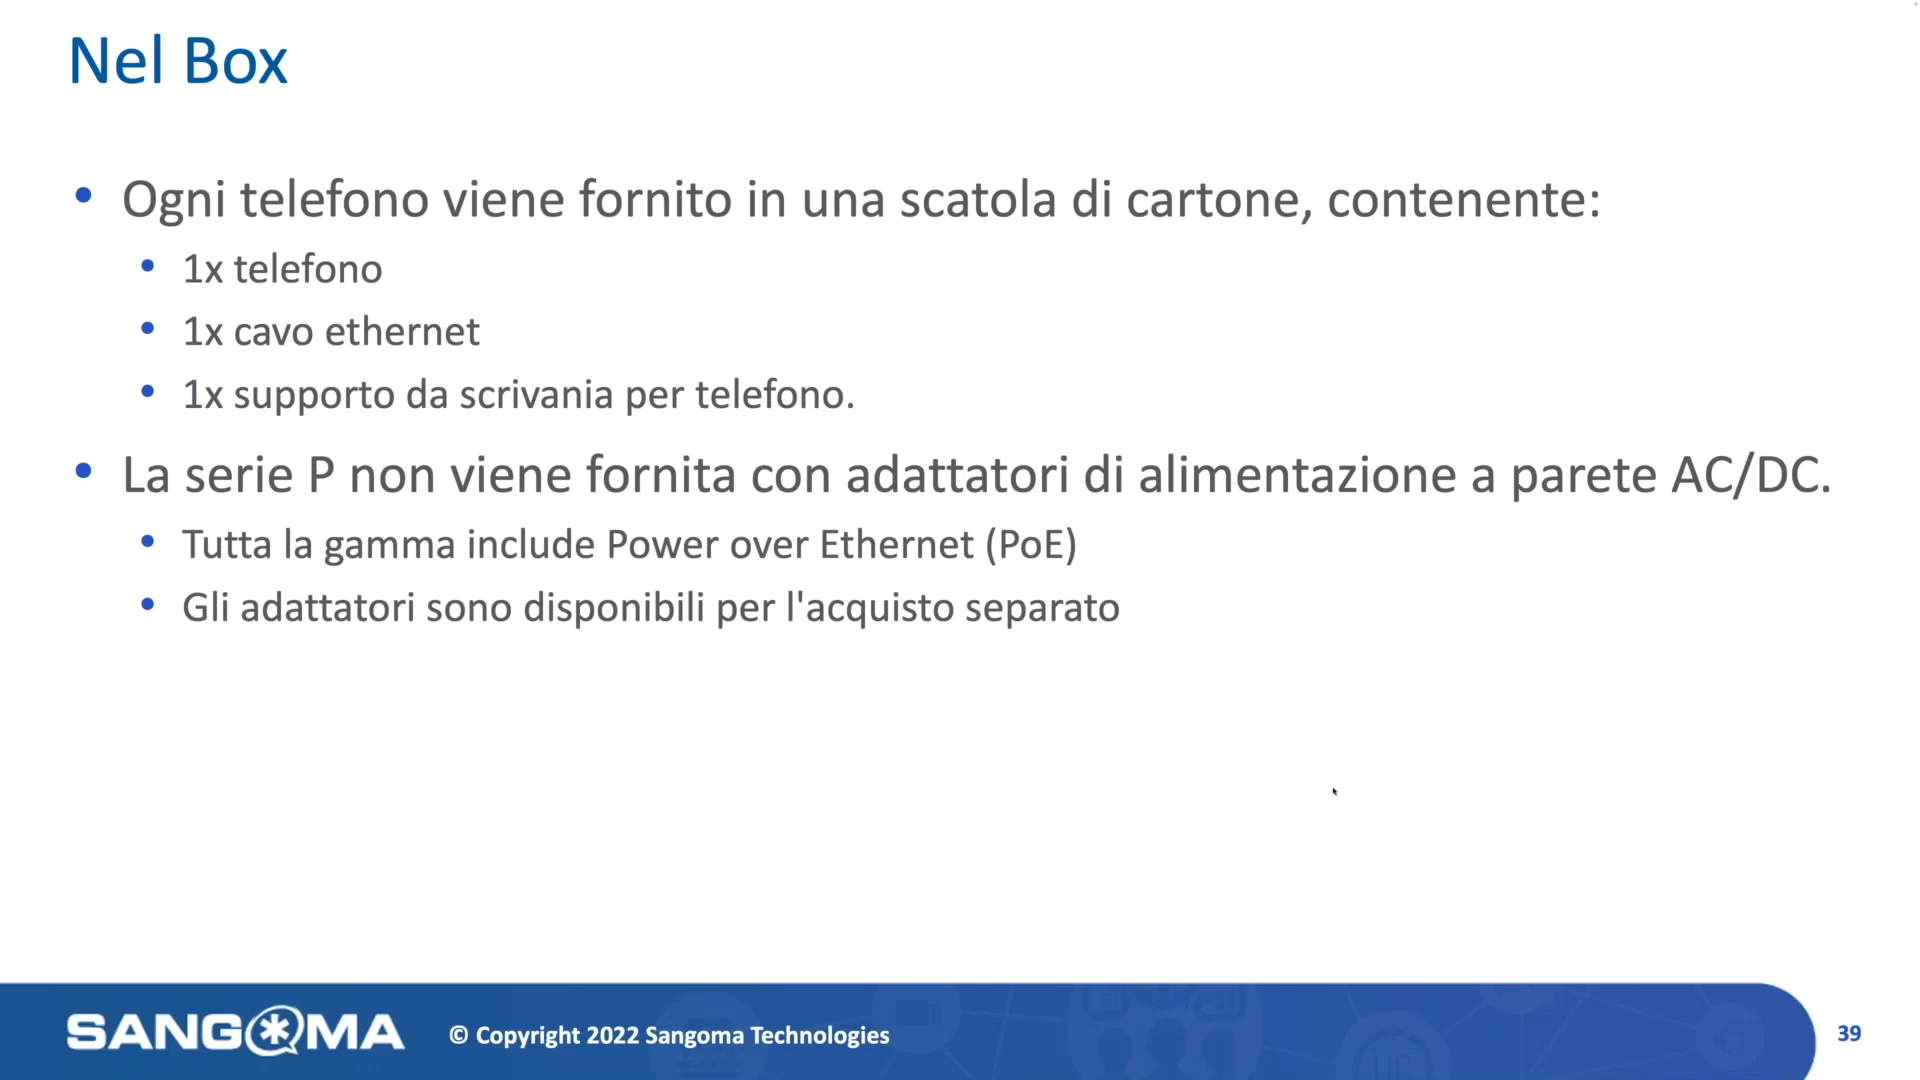 Nel Box
• Ogni telefono viene fornito in una scatola di cartone, contenente:
• 1x telefono
• 1x cavo ethernet
• 1x supporto da scrivania per telefono.
• La serie P non viene fornita con adattatori di alimentazione a parete AC/DC.
• Tutta la gamma include Power over Ethernet (PoE)
• Gli adattatori sono disponibili per l'acquisto separato
SANGOMA
© Copyright 2022 Sangoma Technologies
39